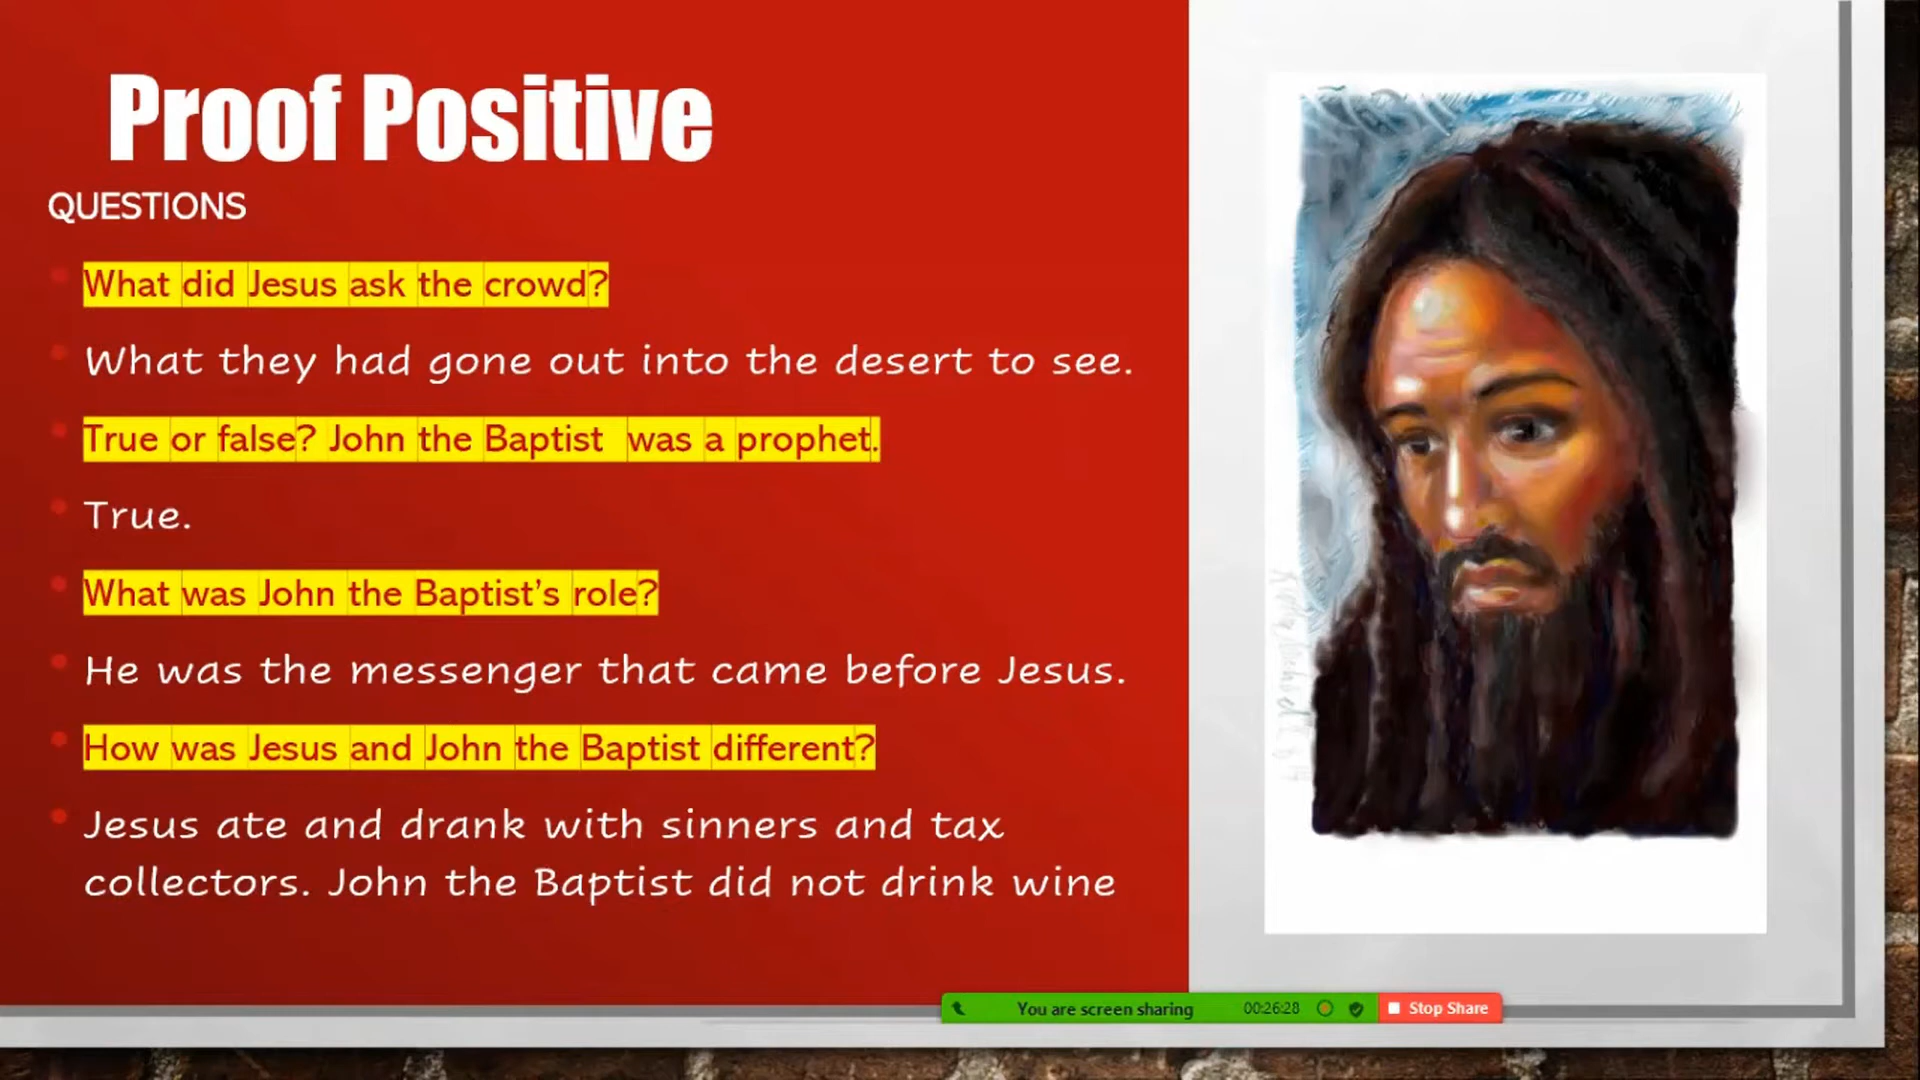 Proof Positive
QUESTIONS
What did Jesus ask the crowd?
What they had gone out into the desert to see.
True or false? John the Baptist was a prophet.
True.
What was John the Baptist’s role?
He was the messenger that came before Jesus.
How was Jesus and John the Baptist different?
Jesus ate and drank with sinners and tax
collectors. John the Baptist did not drink wine
You are screen sharing 00:26:28 Stop Share